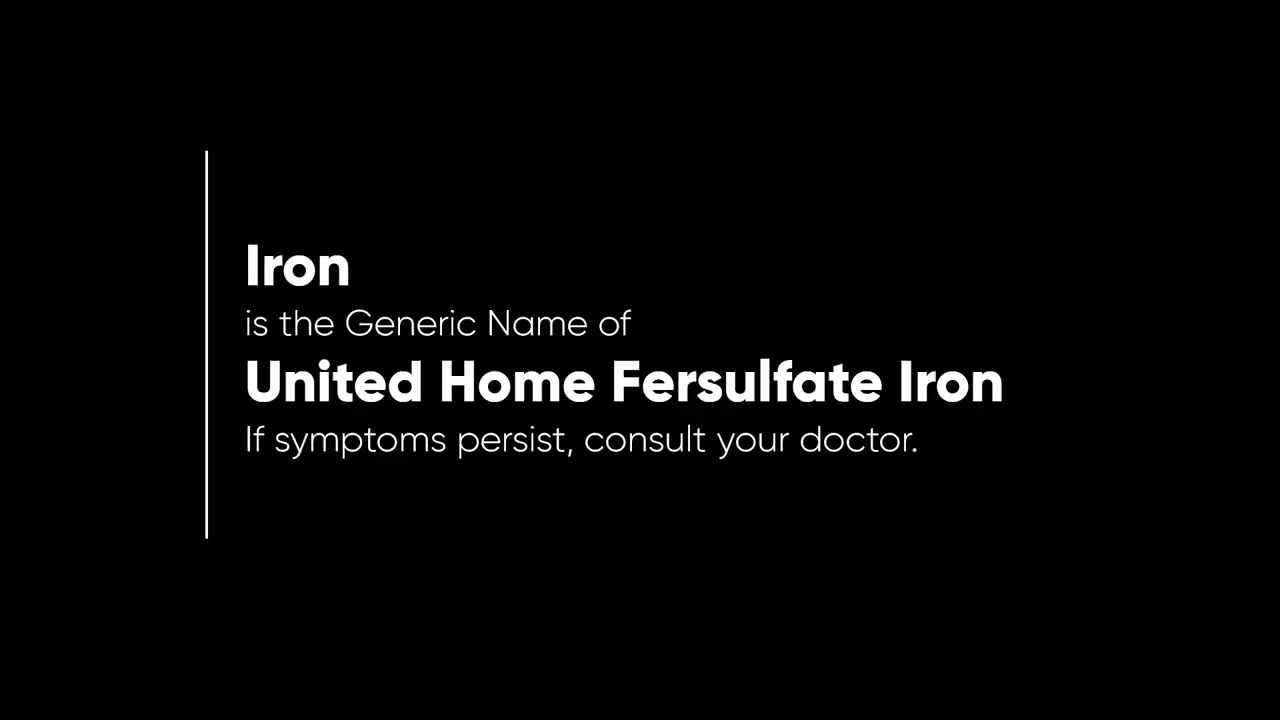 Iron
is the Generic Name of
United Home Fersulfate Iron
If symptoms persist, consult your doctor.